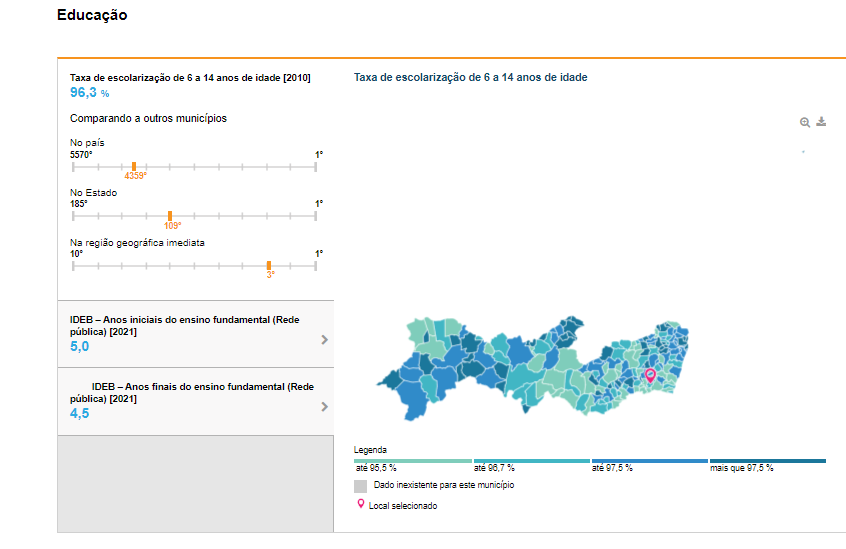 Educação
Taxa de escolarização de 6 a 14 anos de idade [2010]
96,3 %
Comparando a outros municípios
No país
5570° 1°
4359°
No Estado
185° 1°
109°
Na região geográfica imediata
10° 1°
3°
IDEB – Anos iniciais do ensino fundamental (Rede
pública) [2021]
5,0
IDEB – Anos finais do ensino fundamental (Rede
pública) [2021]
4,5
Taxa de escolarização de 6 a 14 anos de idade
Legenda
até 95,5 % até 96,7 % até 97,5 % mais que 97,5 %
Dado inexistente para este município
Local selecionado